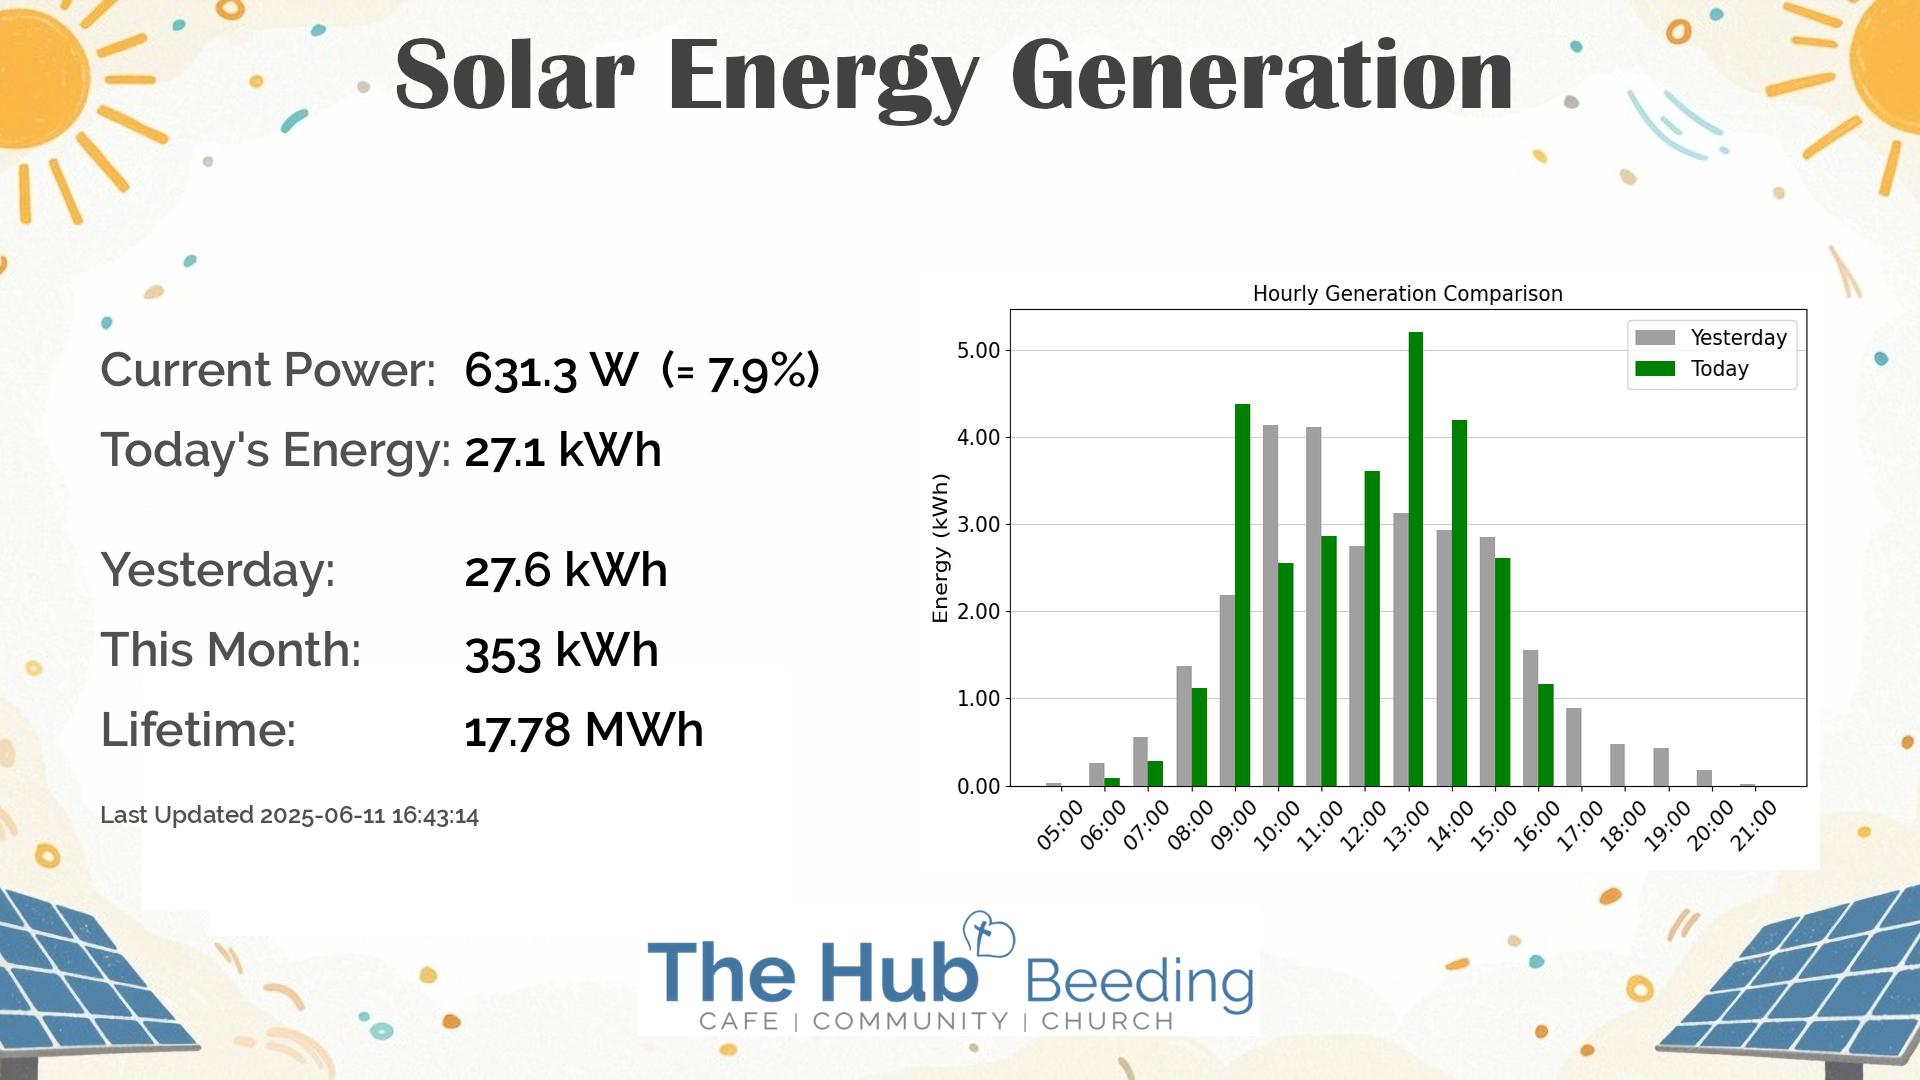 Solar Energy Generation
Current Power: 631.3 W (= 7.9%)
Today's Energy: 27.1 kWh
Yesterday: 27.6 kWh
This Month: 353 kWh
Lifetime: 17.78 MWh
Last Updated 2025-06-11 16:43:14
Hourly Generation Comparison
Yesterday
Today
Energy (kWh)
5.00
4.00
3.00
2.00
1.00
0.00
05:00 06:00 07:00 08:00 09:00 10:00 11:00 12:00 13:00 14:00 15:00 16:00 17:00 18:00 19:00 20:00 21:00
The Hub Beeding
CAFE | COMMUNITY | CHURCH